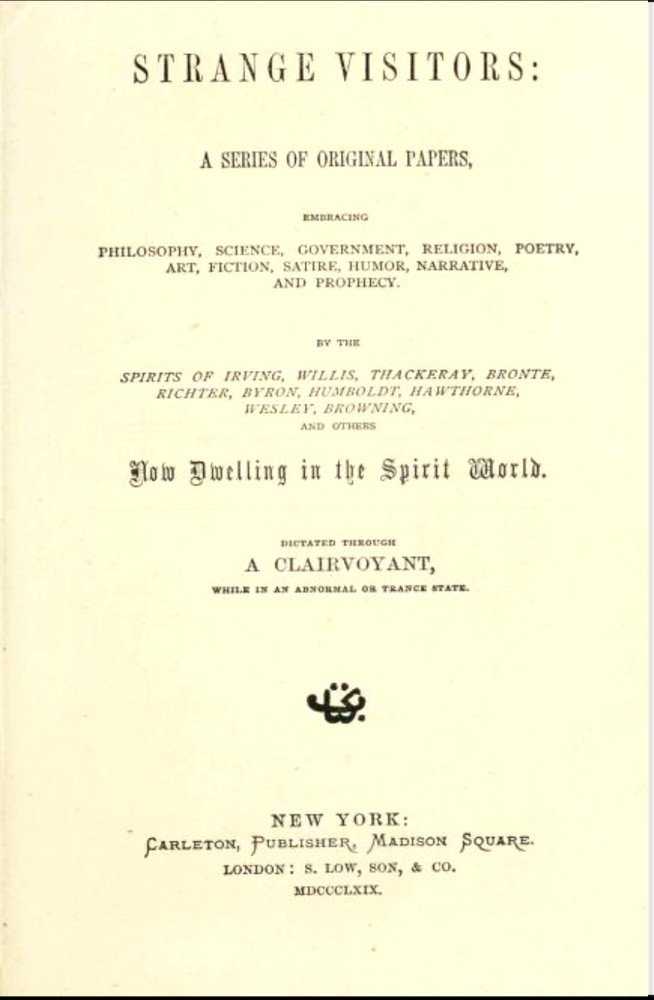 STRANGE VISITORS:
A SERIES OF ORIGINAL PAPERS,
EMBRACING
PHILOSOPHY, SCIENCE, GOVERNMENT, RELIGION, POETRY,
ART, FICTION, SATIRE, HUMOR, NARRATIVE,
AND PROPHECY.
BY THE
SPIRITS OF IRVING, WILLIS, THACKERAY, BRONTE,
RICHTER, BYRON, HUMBOLDT, HAWTHORNE,
WESLEY, BROWNING,
AND OTHERS
Now Dwelling in the Spirit World.
DICTATED THROUGH
A CLAIRVOYANT,
WHILE IN AN ABNORMAL OR TRANCE STATE.
NEW YORK:
CARLETON, PUBLISHER, MADISON SQUARE.
LONDON: S. LOW, SON, & CO.
MDCCCLXIX.